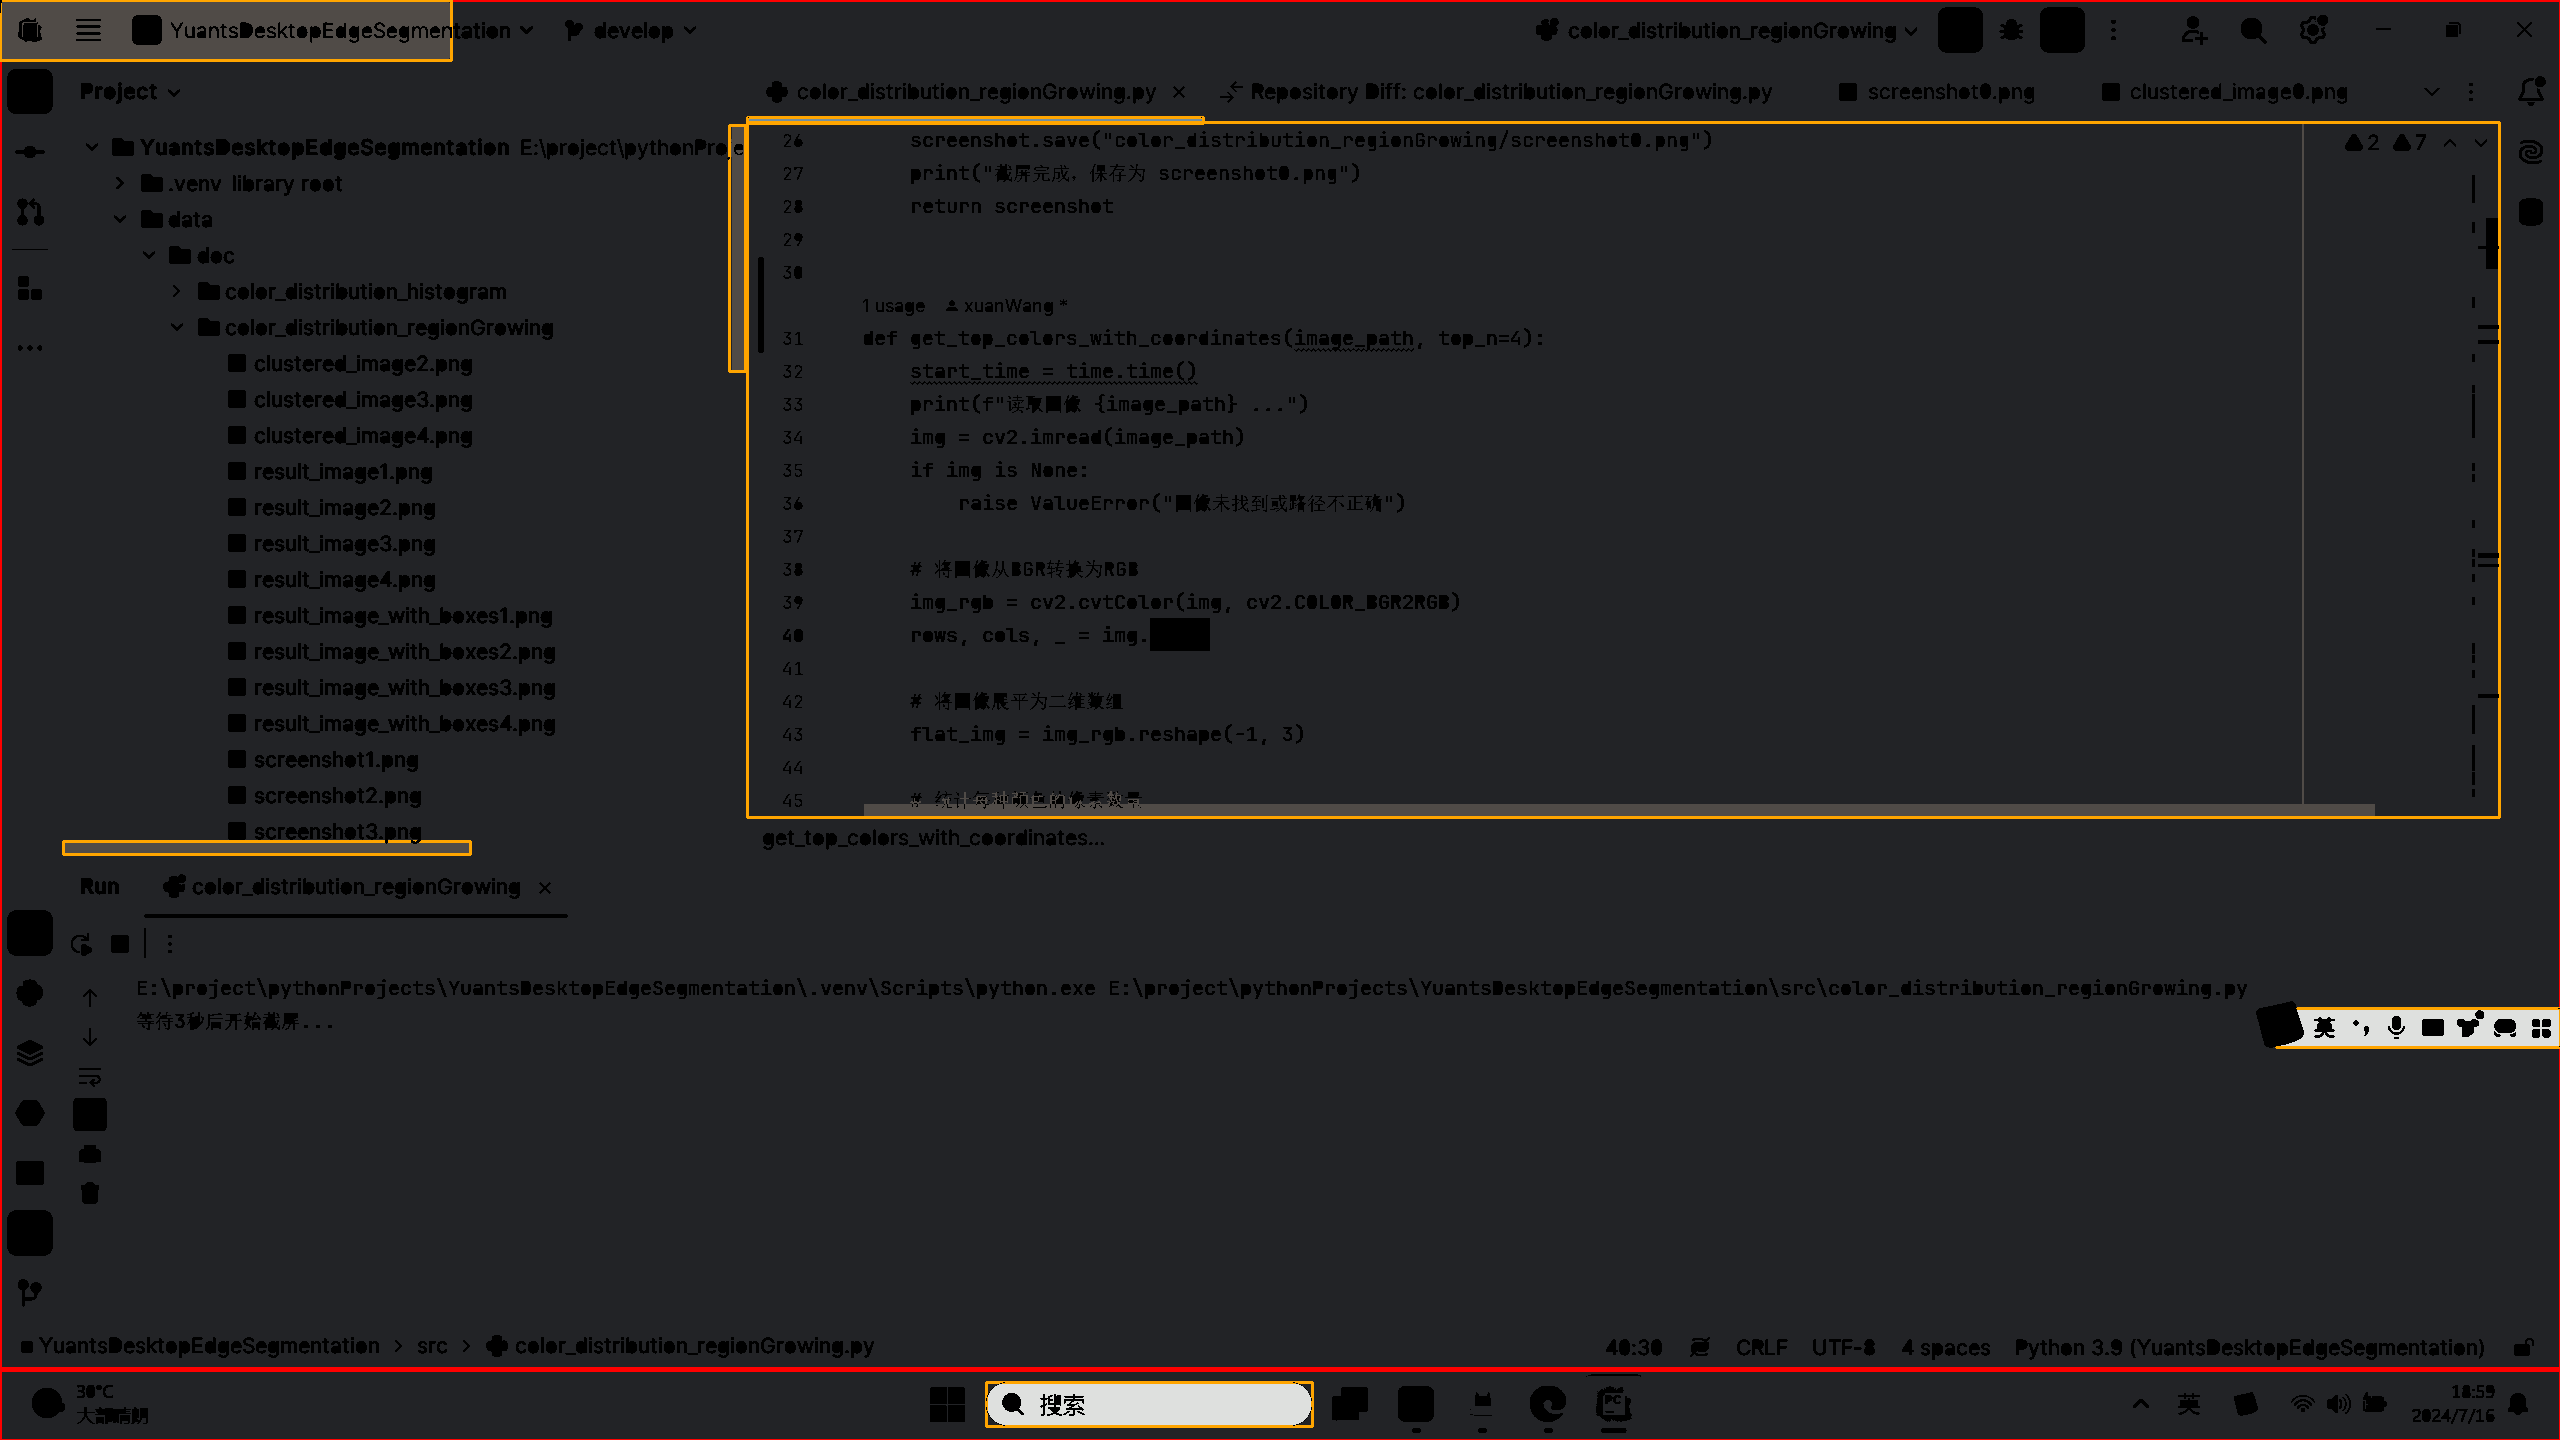 YuantsDesktopEdgeSegmentation develop color_distribution_regionGrowing
Project
color_distribution_regionGrowing.py Repository Diff: color_distribution_regionGrowing.py screenshot0.png clustered_image0.png
YuantsDesktopEdgeSegmentation E:\project\pythonProje
.venv library root
data
doc
color_distribution_histogram
color_distribution_regionGrowing
clustered_image2.png
clustered_image3.png
clustered_image4.png
result_image1.png
result_image2.png
result_image3.png
result_image4.png
result_image_with_boxes1.png
result_image_with_boxes2.png
result_image_with_boxes3.png
result_image_with_boxes4.png
screenshot1.png
screenshot2.png
screenshot3.png
2 7
26 screenshot.save("color_distribution_regionGrowing/screenshot0.png")
27 print("截屏完成，保存为 screenshot0.png")
28 return screenshot
29
30
1 usage xuanWang *
31 def get_top_colors_with_coordinates(image_path, top_n=4):
32 start_time = time.time()
33 print(f"读取图像 {image_path} ...")
34 img = cv2.imread(image_path)
35 if img is None:
36 raise ValueError("图像未找到或路径不正确")
37
38 # 将图像从BGR转换为RGB
39 img_rgb = cv2.cvtColor(img, cv2.COLOR_BGR2RGB)
40 rows, cols, _ = img.
41
42 # 将图像展平为二维数组
43 flat_img = img_rgb.reshape(-1, 3)
44
45 # 统计每种颜色的像素数量
get_top_colors_with_coordinates...
Run color_distribution_regionGrowing
E:\project\pythonProjects\YuantsDesktopEdgeSegmentation\.venv\Scripts\python.exe E:\project\pythonProjects\YuantsDesktopEdgeSegmentation\src\color_distribution_regionGrowing.py
等待3秒后开始截屏...
英
YuantsDesktopEdgeSegmentation > src > color_distribution_regionGrowing.py 40:30 CRLF UTF-8 4 spaces Python 3.9 (YuantsDesktopEdgeSegmentation)
30°C
大部晴朗
搜索
PC
英
18:59
2024/7/16